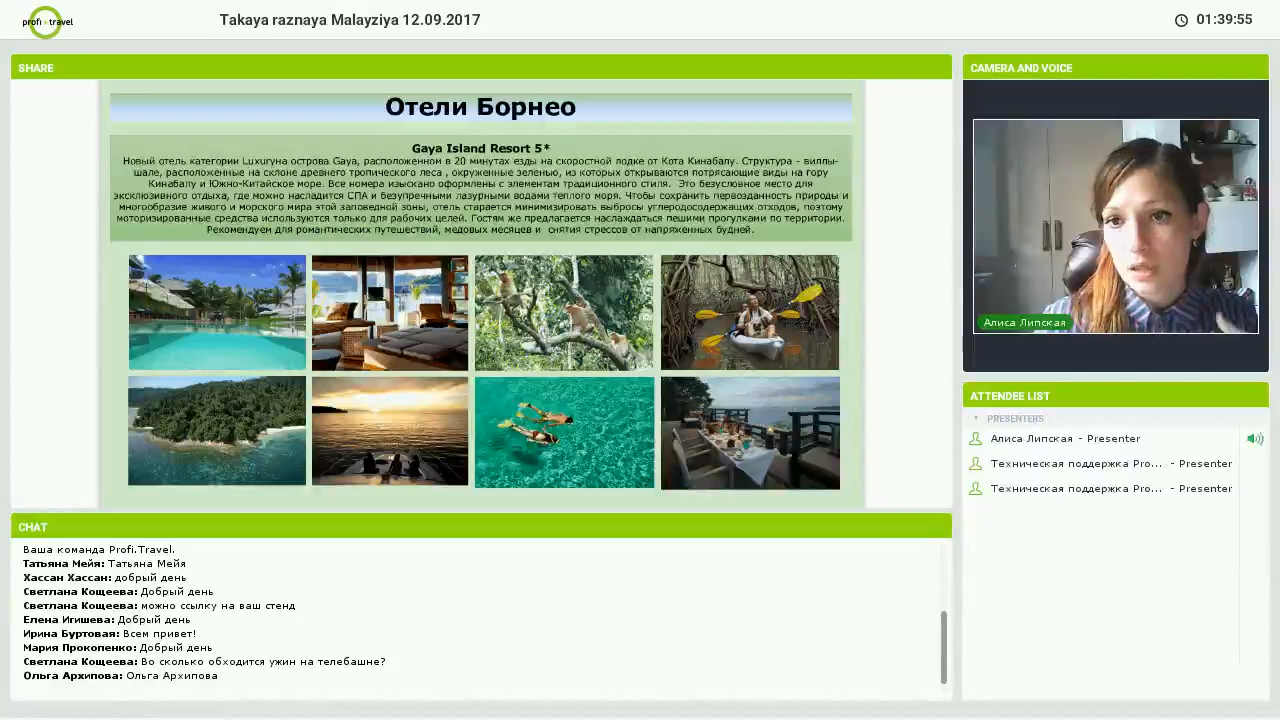 profi travel
Takaya raznaya Malayziya 12.09.2017
01:39:55
SHARE
Отели Борнео
Gaya Island Resort 5*
Новый отель категории Luxuryна острова Gaya, расположенном в 20 минутах езды на скоростной лодке от Кота Кинабалу. Структура - виллы-
шале, расположенные на склоне древнего тропического леса , окруженные зеленью, из которых открываются потрясающие виды на гору
Кинабалу и Южно-Китайское море. Все номера изыскано оформлены с элементам традиционного стиля. Это безусловное место для
эксклюзивного отдыха, где можно насладится СПА и безупречными лазурными водами теплого моря. Чтобы сохранить первозданность природы и
многообразие живого и морского мира этой заповедной зоны, отель старается минимизировать выбросы углеродосодержащих отходов, поэтому
моторизированные средства используются только для рабочих целей. Гостям же предлагается наслаждаться пешими прогулками по территории.
Рекомендуем для романтических путешествий, медовых месяцев и снятия стрессов от напряженных будней.
CAMERA AND VOICE
Алиса Липская
ATTENDEE LIST
PRESENTERS
Алиса Липская - Presenter
Техническая поддержка Pro... - Presenter
Техническая поддержка Pro... - Presenter
CHAT
Ваша команда Profi.Travel.
Татьяна Мейя: Татьяна Мейя
Хассан Хассан: добрый день
Светлана Кощеева: Добрый день
Светлана Кощеева: можно ссылку на ваш стенд
Елена Игишева: Добрый день
Ирина Буртовая: Всем привет!
Мария Прокопенко: Добрый день
Светлана Кощеева: Во сколько обходится ужин на телебашне?
Ольга Архипова: Ольга Архипова